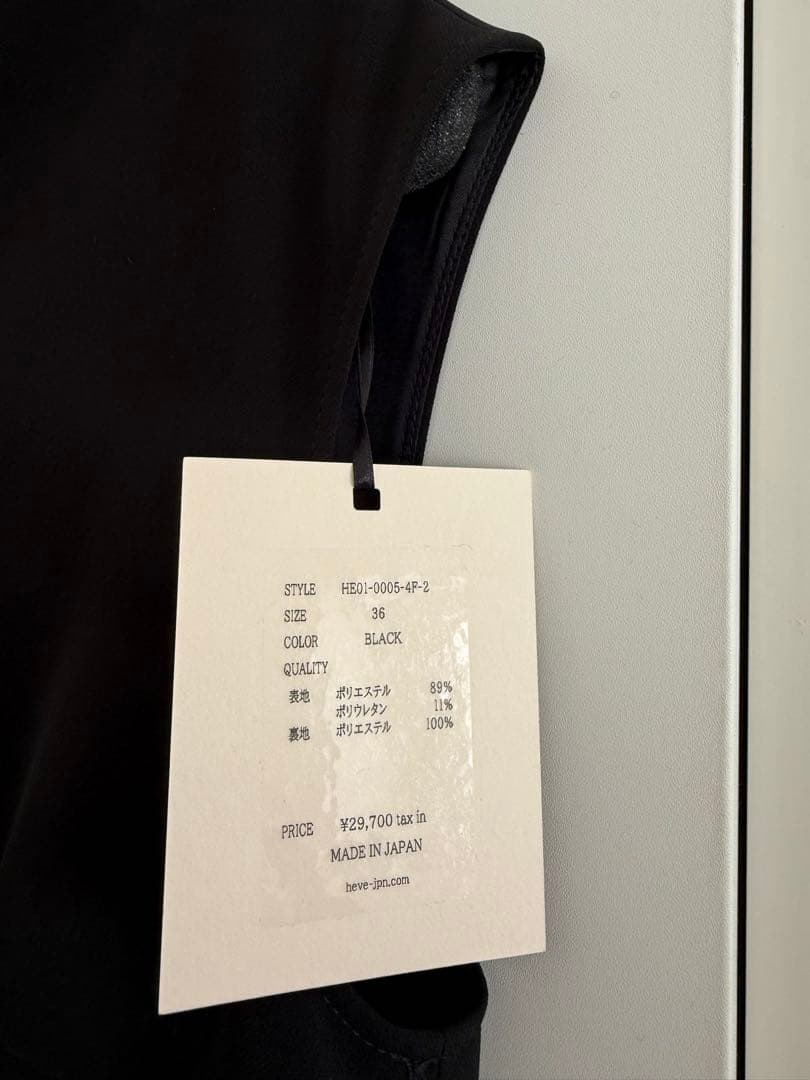 STYLE HE01-0005-4F-2
SIZE 36
COLOR BLACK
QUALITY
表地 ポリエステル 89%
ポリウレタン 11%
裏地 ポリエステル 100%
PRICE ¥29,700 tax in
MADE IN JAPAN
heve-jpn.com